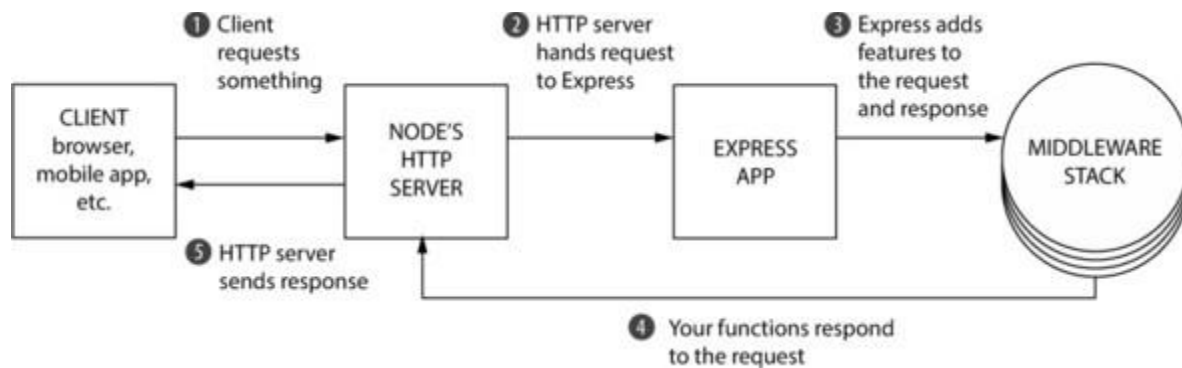 1 Client
requests
something
2 HTTP server
hands request
to Express
3 Express adds
features to
the request
and response
CLIENT
browser,
mobile app,
etc.
NODE'S
HTTP
SERVER
EXPRESS
APP
MIDDLEWARE
STACK
5 HTTP server
sends response
4 Your functions respond
to the request